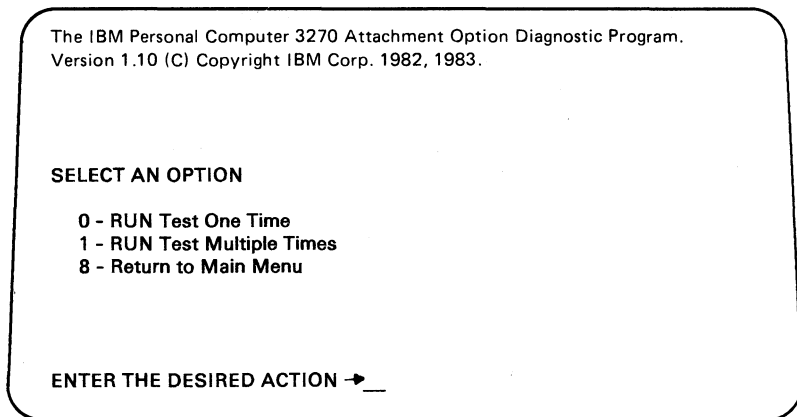 The IBM Personal Computer 3270 Attachment Option Diagnostic Program.
Version 1.10 (C) Copyright IBM Corp. 1982, 1983.
SELECT AN OPTION
0 - RUN Test One Time
1 - RUN Test Multiple Times
8 - Return to Main Menu
ENTER THE DESIRED ACTION →__